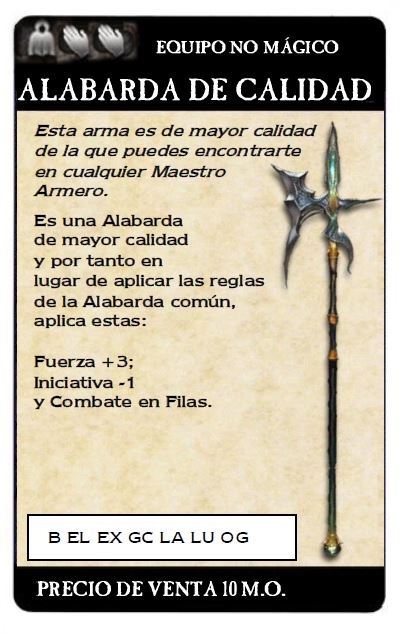 EQUIPO NO MÁGICO
ALABARDA DE CALIDAD
Esta arma es de mayor calidad
de la que puedes encontrarte
en cualquier Maestro
Armero.
Es una Alabarda
de mayor calidad
y por tanto en
lugar de aplicar las reglas
de la Alabarda común,
aplica estas:
Fuerza +3;
Iniciativa -1
y Combate en Filas.
B EL EX GC LA LU OG
PRECIO DE VENTA 10 M.O.